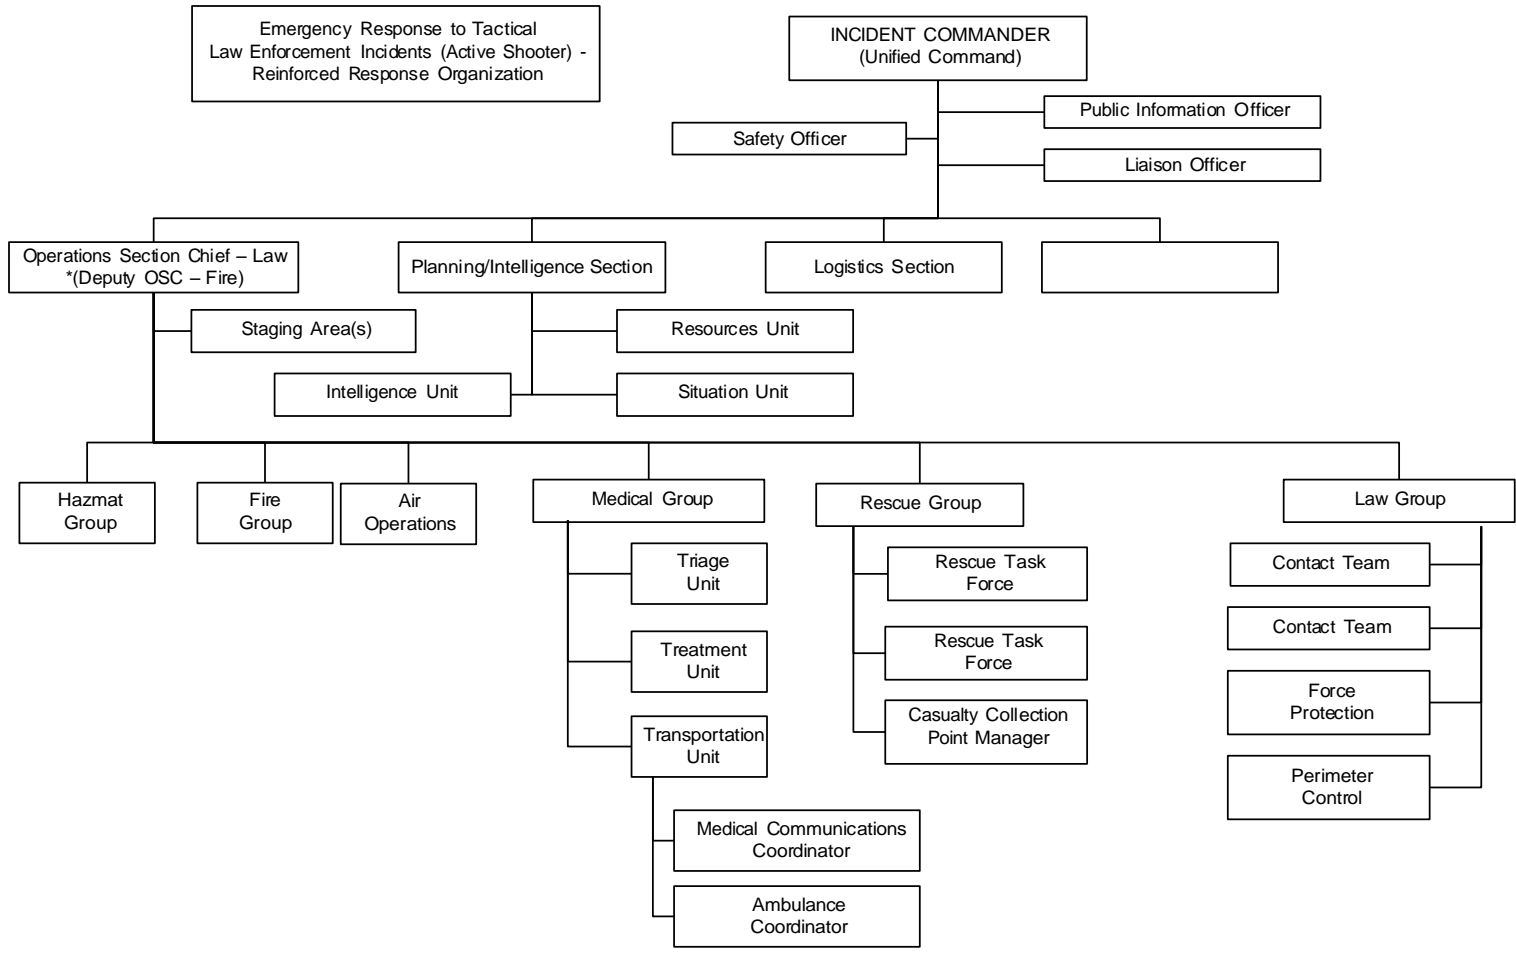 Emergency Response to Tactical
Law Enforcement Incidents (Active Shooter) -
Reinforced Response Organization
INCIDENT COMMANDER
(Unified Command)
Public Information Officer
Safety Officer
Liaison Officer
Operations Section Chief – Law
*(Deputy OSC – Fire)
Planning/Intelligence Section
Logistics Section
Staging Area(s)
Resources Unit
Intelligence Unit
Situation Unit
Hazmat
Group
Fire
Group
Air
Operations
Medical Group
Rescue Group
Law Group
Triage
Unit
Treatment
Unit
Transportation
Unit
Medical Communications
Coordinator
Ambulance
Coordinator
Rescue Task
Force
Rescue Task
Force
Casualty Collection
Point Manager
Contact Team
Contact Team
Force
Protection
Perimeter
Control